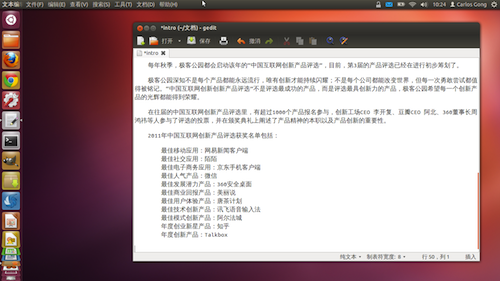 文本编 文件(F) 编辑(E) 查看(V) 搜索(S) 工具(T) 文档(D) 帮助(H) 10:24 Carlos Gong
*intro (~/文档) - gedit
打开 保存 撤消
*intro
每年秋季，极客公园都会启动该年的“中国互联网创新产品评选”，目前，第3届的产品评选已经在进行初步筹划了。
极客公园深知不是每个产品都能永远流行，唯有创新才能持续闪耀；不是每个公司都能改变世界，但每一次勇敢尝试都值
得被铭记。“中国互联网创新创新产品评选”不是评选最成功的产品，而是评选最具创新力的产品，极客公园希望每一个创新产
品的光辉都能得到荣耀。
在往届的中国互联网创新产品评选里，有超过1000个产品报名参与，创新工场CEO 李开复、豆瓣CEO 阿北、360董事长周
鸿祎等人参与了评选的投票，并在颁奖典礼上阐述了产品精神的本职以及产品创新的重要性。
2011年中国互联网创新产品评选获奖名单包括：
最佳移动应用：网易新闻客户端
最佳社交应用：陌陌
最佳电子商务应用：京东手机客户端
最佳人气产品：微信
最佳发展潜力产品：360安全桌面
最佳商业回报产品：美丽说
最佳用户体验产品：唐茶计划
最佳技术创新产品：讯飞语音输入法
最佳模式创新产品：阿尔法城
年度创业新星产品：知乎
年度创新产品：Talkbox
纯文本 制表符宽度: 8 行 50, 列 1 插入